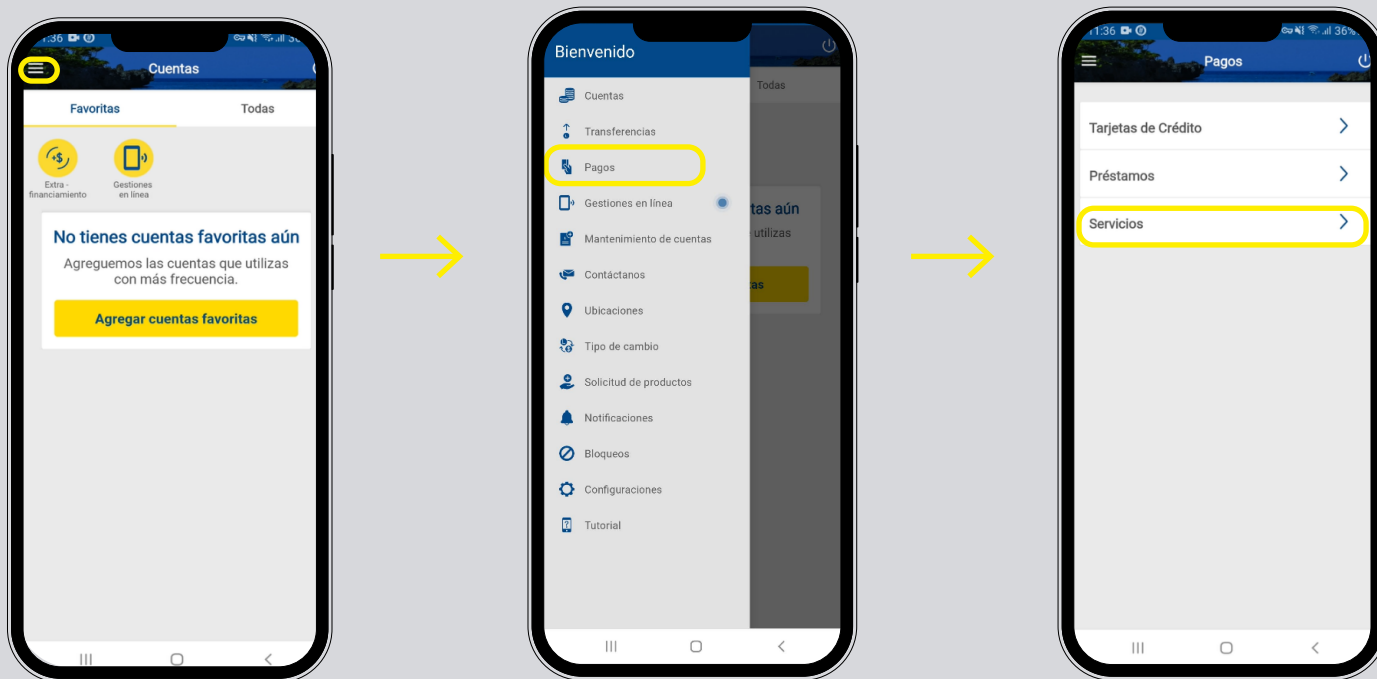 1:36
Cuentas
Favoritas Todas
Extra -
financiamiento
Gestiones
en línea
No tienes cuentas favoritas aún
Agreguemos las cuentas que utilizas
con más frecuencia.
Agregar cuentas favoritas
Bienvenido
Cuentas
Transferencias
Pagos
Gestiones en línea
Mantenimiento de cuentas
Contáctanos
Ubicaciones
Tipo de cambio
Solicitud de productos
Notificaciones
Bloqueos
Configuraciones
Tutorial
Todas
tas aún
utilizas
as
11:36 36%
Pagos
Tarjetas de Crédito
Préstamos
Servicios